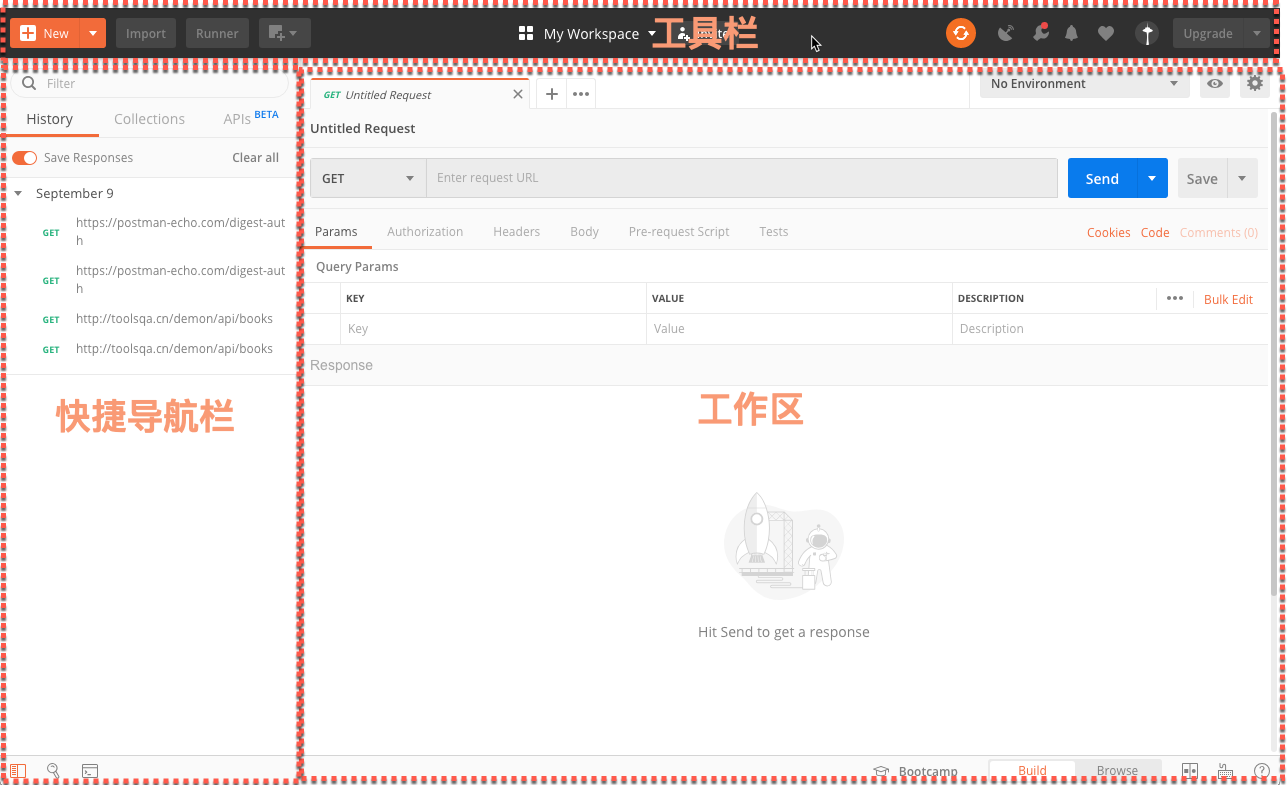 New
Import
Runner
My Workspace
工具栏
Upgrade
Filter
History
Collections
APIs BETA
Save Responses
Clear all
September 9
GET https://postman-echo.com/digest-aut
h
GET https://postman-echo.com/digest-aut
h
GET http://toolsqa.cn/demon/api/books
GET http://toolsqa.cn/demon/api/books
快捷导航栏
GET Untitled Request
No Environment
Untitled Request
GET
Enter request URL
Send
Save
Params
Authorization
Headers
Body
Pre-request Script
Tests
Cookies
Code
Comments (0)
Query Params
KEY
VALUE
DESCRIPTION
Bulk Edit
Key
Value
Description
Response
工作区
Hit Send to get a response
Bootcamp
Build
Browse